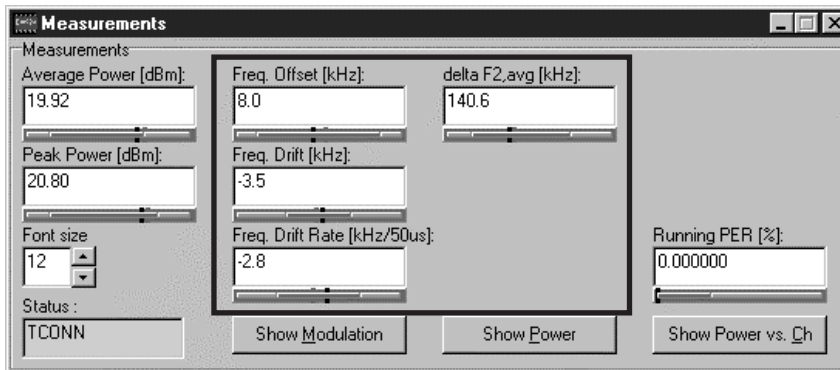 Measurements
Measurements
Average Power [dBm]:
19.92
Peak Power [dBm]:
20.80
Font size
12
Status :
TCONN
Freq. Offset [kHz]:
8.0
Freq. Drift [kHz]:
-3.5
Freq. Drift Rate [kHz/50us]:
-2.8
delta F2,avg [kHz]:
140.6
Running PER [%]:
0.000000
Show Modulation
Show Power
Show Power vs. Ch